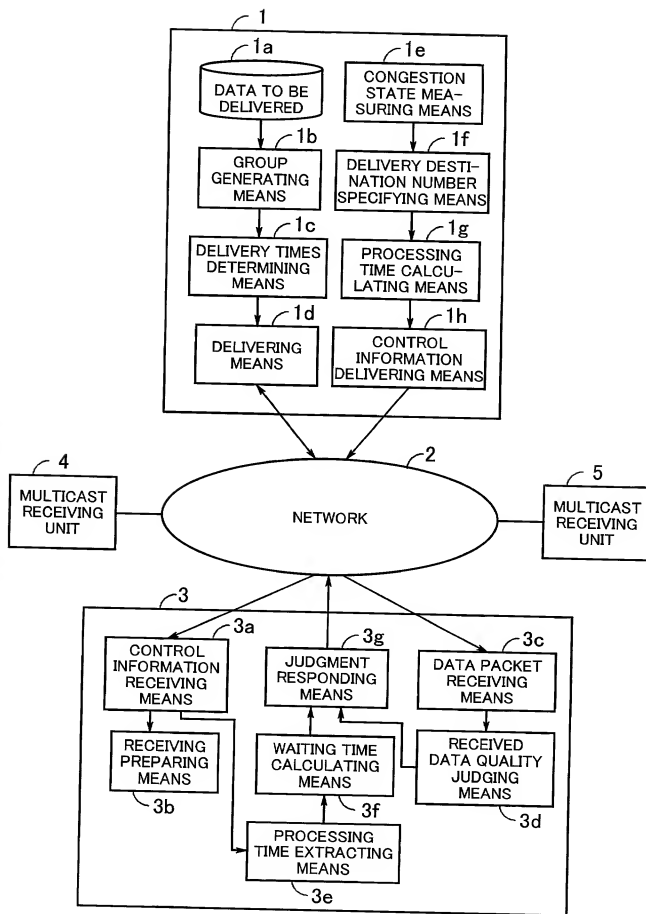 1
1a
DATA TO BE
DELIVERED
1b
GROUP
GENERATING
MEANS
1c
DELIVERY TIMES
DETERMINING
MEANS
1d
DELIVERING
MEANS
1e
CONGESTION
STATE MEA-
SURING MEANS
1f
DELIVERY DESTI-
NATION NUMBER
SPECIFYING MEANS
1g
PROCESSING
TIME CALCU-
LATING MEANS
1h
CONTROL
INFORMATION
DELIVERING MEANS
2
NETWORK
4
MULTICAST
RECEIVING
UNIT
5
MULTICAST
RECEIVING
UNIT
3
3a
CONTROL
INFORMATION
RECEIVING
MEANS
RECEIVING
PREPARING
MEANS
3b
3g
JUDGMENT
RESPONDING
MEANS
WAITING TIME
CALCULATING
MEANS
3f
PROCESSING
TIME EXTRACTING
MEANS
3e
3c
DATA PACKET
RECEIVING
MEANS
RECEIVED
DATA QUALITY
JUDGING
MEANS
3d